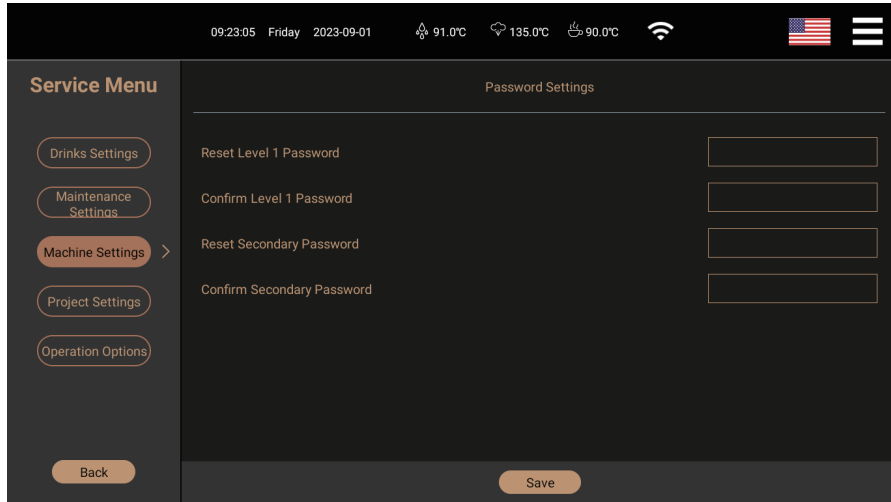 09:23:05 Friday 2023-09-01 91.0℃ 135.0℃ 90.0℃
Service Menu
Password Settings
Drinks Settings
Reset Level 1 Password
Maintenance
Settings
Confirm Level 1 Password
Machine Settings
Reset Secondary Password
Project Settings
Confirm Secondary Password
Operation Options
Back
Save